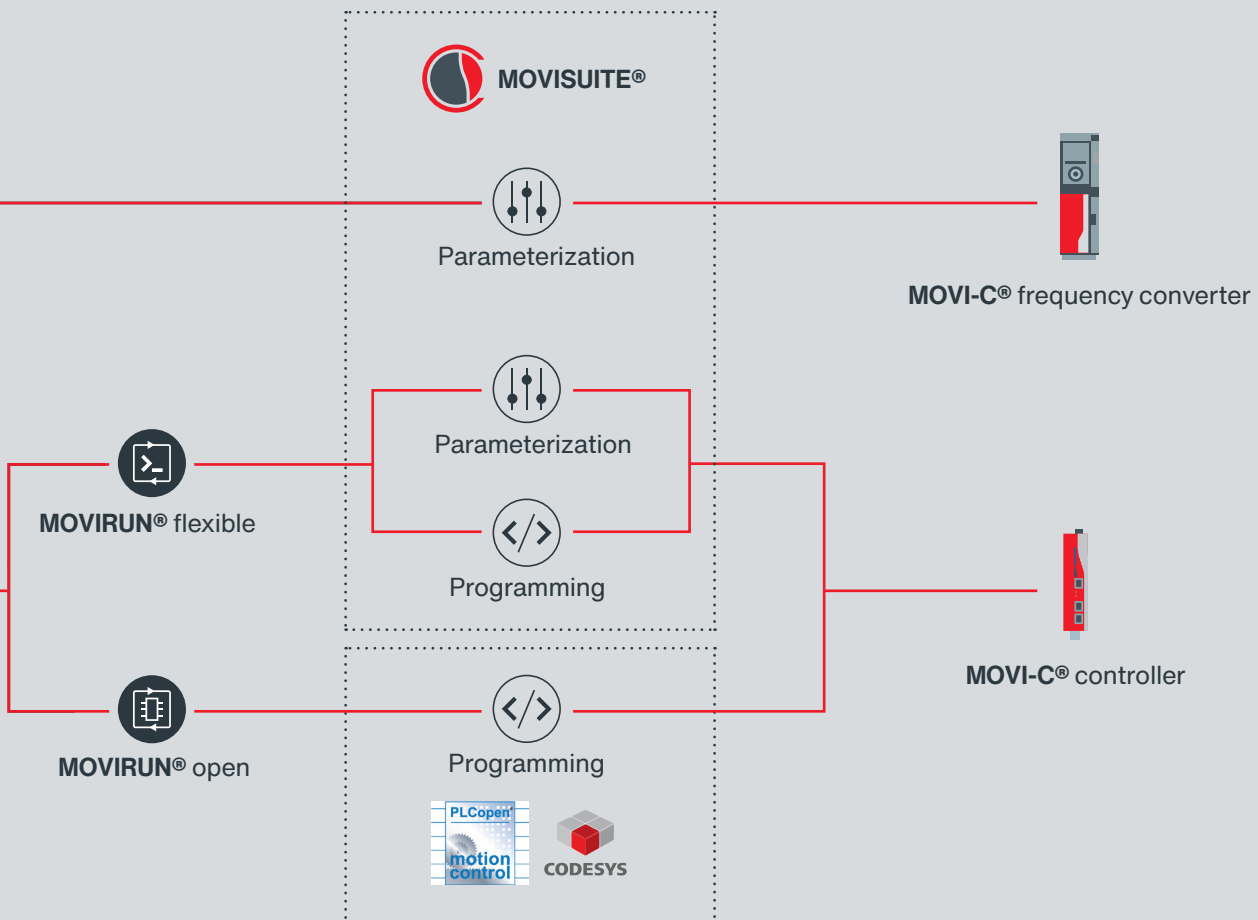 MOVISUITE®
Parameterization
MOVI-C® frequency converter
Parameterization
MOVIRUN® flexible
Programming
MOVI-C® controller
MOVIRUN® open
Programming
PLCopen®
motion
control
CODESYS